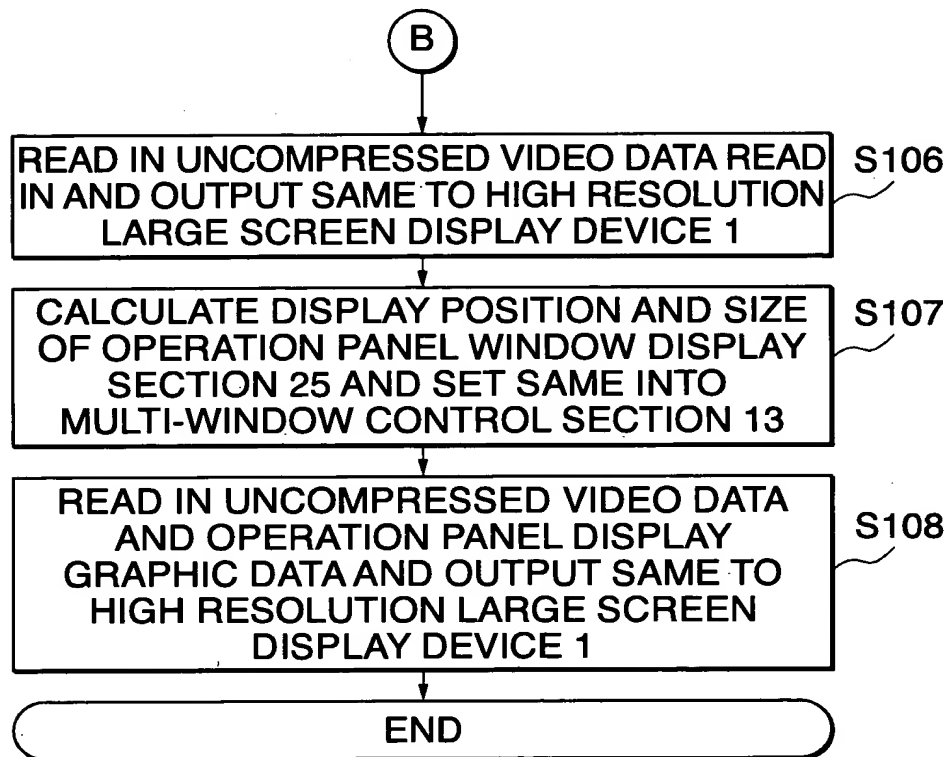 B
READ IN UNCOMPRESSED VIDEO DATA READ
IN AND OUTPUT SAME TO HIGH RESOLUTION
LARGE SCREEN DISPLAY DEVICE 1
S106
CALCULATE DISPLAY POSITION AND SIZE
OF OPERATION PANEL WINDOW DISPLAY
SECTION 25 AND SET SAME INTO
MULTI-WINDOW CONTROL SECTION 13
S107
READ IN UNCOMPRESSED VIDEO DATA
AND OPERATION PANEL DISPLAY
GRAPHIC DATA AND OUTPUT SAME TO
HIGH RESOLUTION LARGE SCREEN
DISPLAY DEVICE 1
S108
END